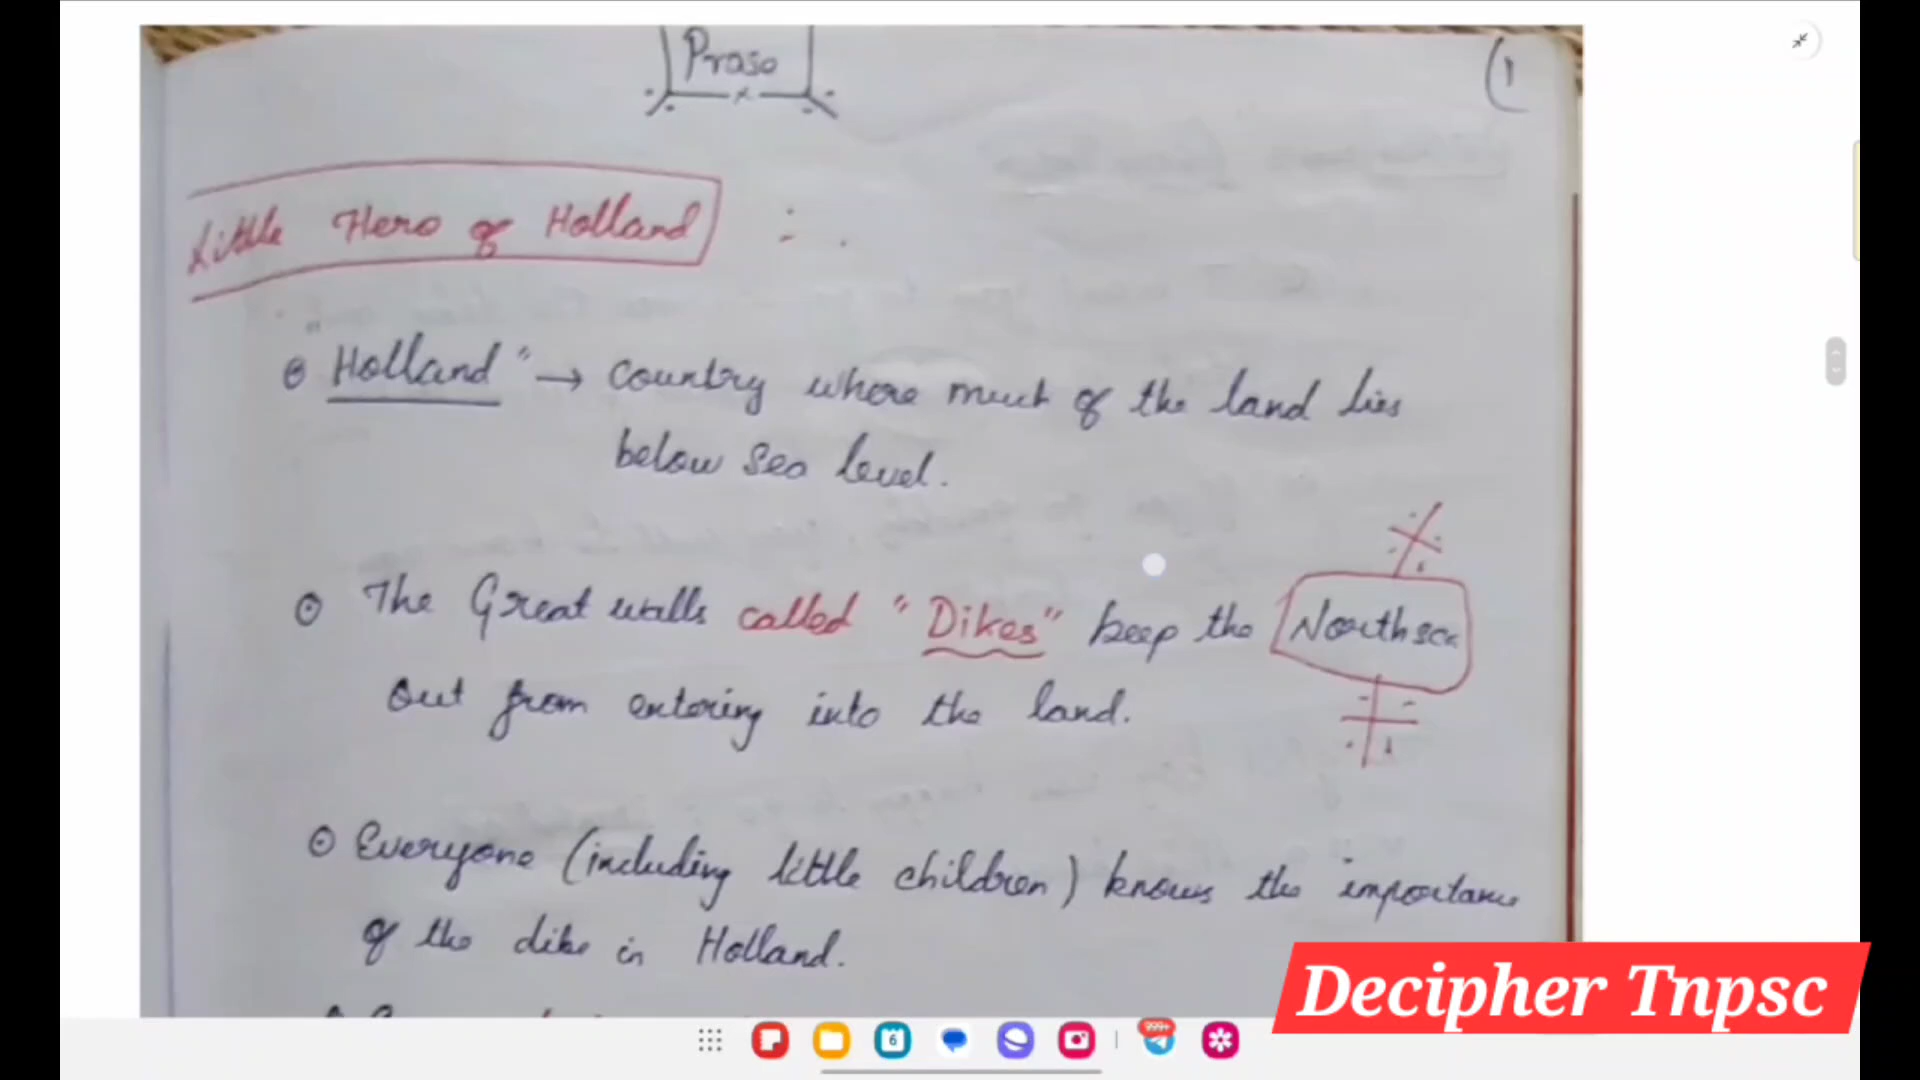 Prose
(1
Little Hero of Holland :-
"Holland" → Country where much of the land lies
below sea level.
The Great walls called "Dikes" keep the North sea
out from entering into the land.
Everyone (including little children) knows the importance
of the dike in Holland.
6
999+
Decipher Tnpsc